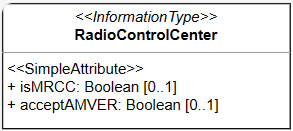 <<InformationType>>
RadioControlCenter
<<SimpleAttribute>>
+ isMRCC: Boolean [0..1]
+ acceptAMVER: Boolean [0..1]